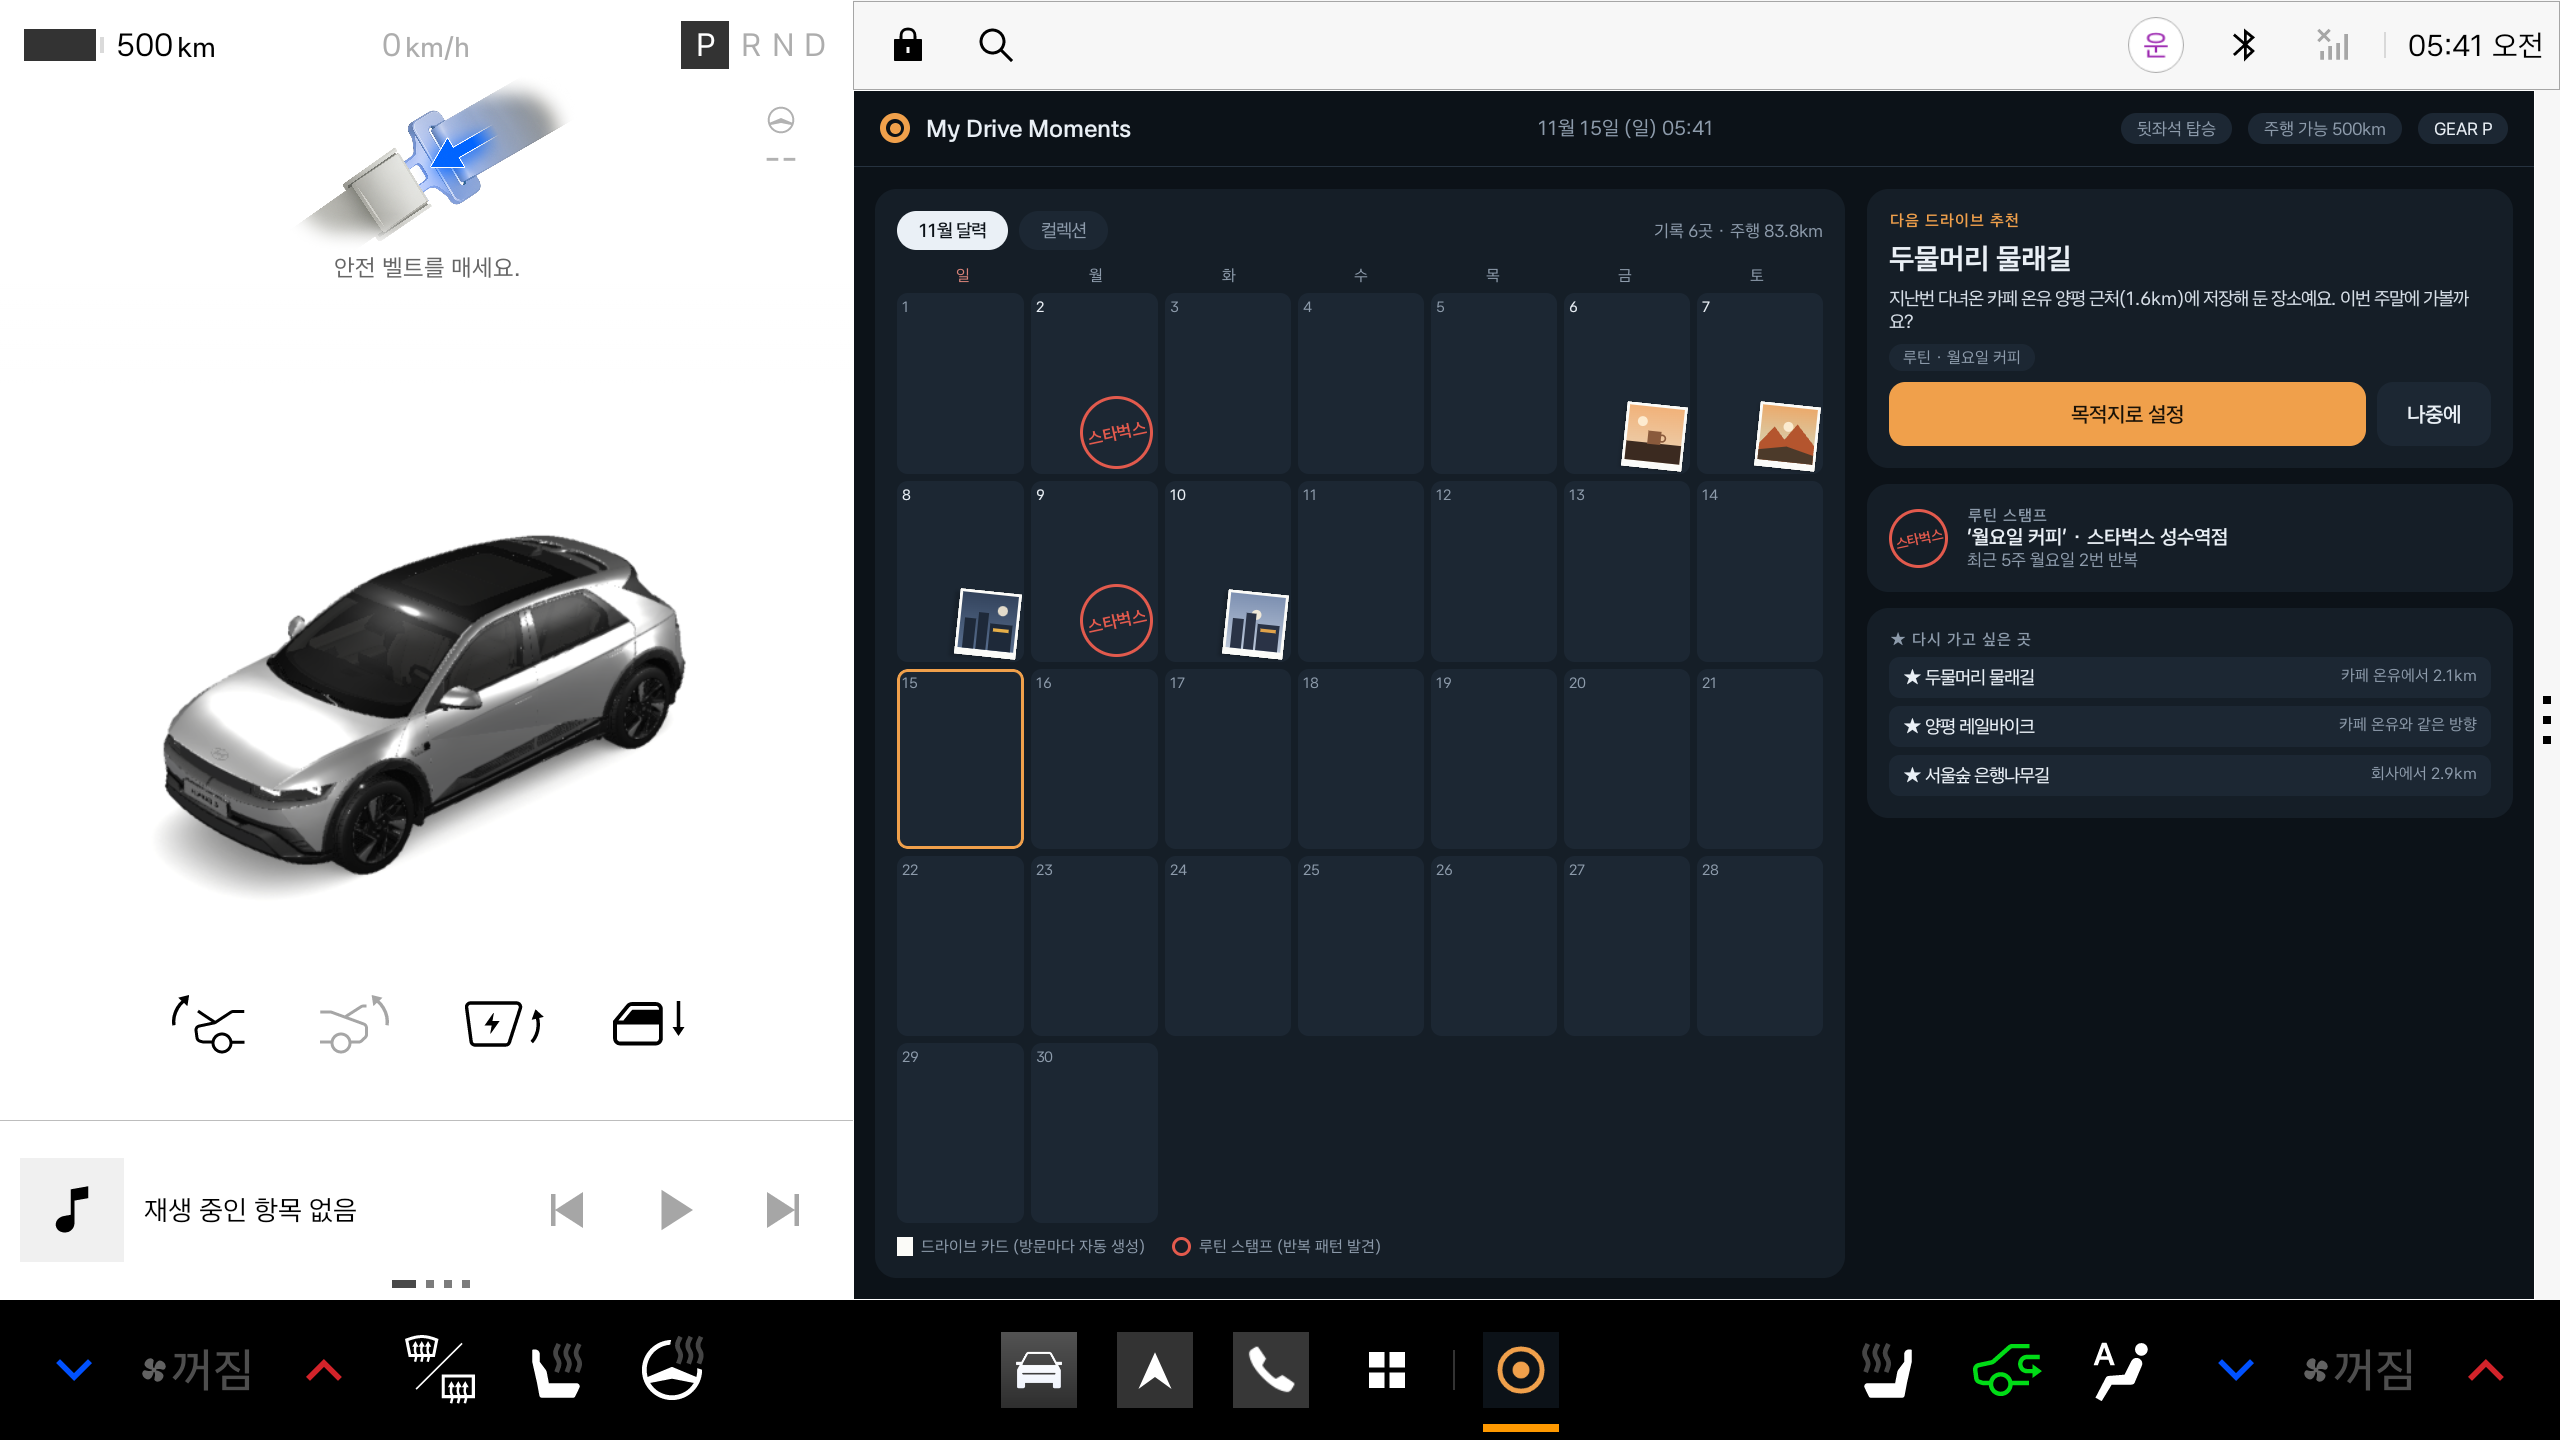 500 km
0 km/h
P R N D
안전 벨트를 매세요.
재생 중인 항목 없음
운
05:41 오전
My Drive Moments
11월 15일 (일) 05:41
뒷좌석 탑승
주행 가능 500km
GEAR P
11월 달력
컬렉션
기록 6곳 · 주행 83.8km
일 월 화 수 목 금 토
1 2 3 4 5 6 7
스타벅스
8 9 10 11 12 13 14
스타벅스
15 16 17 18 19 20 21
22 23 24 25 26 27 28
29 30
드라이브 카드 (방문마다 자동 생성)
루틴 스탬프 (반복 패턴 발견)
다음 드라이브 추천
두물머리 물래길
지난번 다녀온 카페 온유 양평 근처(1.6km)에 저장해 둔 장소예요. 이번 주말에 가볼까
요?
루틴 · 월요일 커피
목적지로 설정
나중에
스타벅스
루틴 스탬프
'월요일 커피' · 스타벅스 성수역점
최근 5주 월요일 2번 반복
★ 다시 가고 싶은 곳
★ 두물머리 물래길
카페 온유에서 2.1km
★ 양평 레일바이크
카페 온유와 같은 방향
★ 서울숲 은행나무길
회사에서 2.9km
꺼짐
A
꺼짐